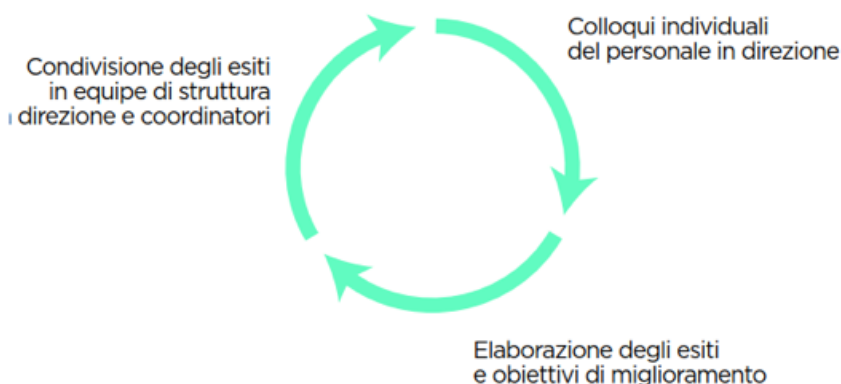 Colloqui individuali
del personale in direzione
Condivisione degli esiti
in equipe di struttura
direzione e coordinatori
Elaborazione degli esiti
e obiettivi di miglioramento